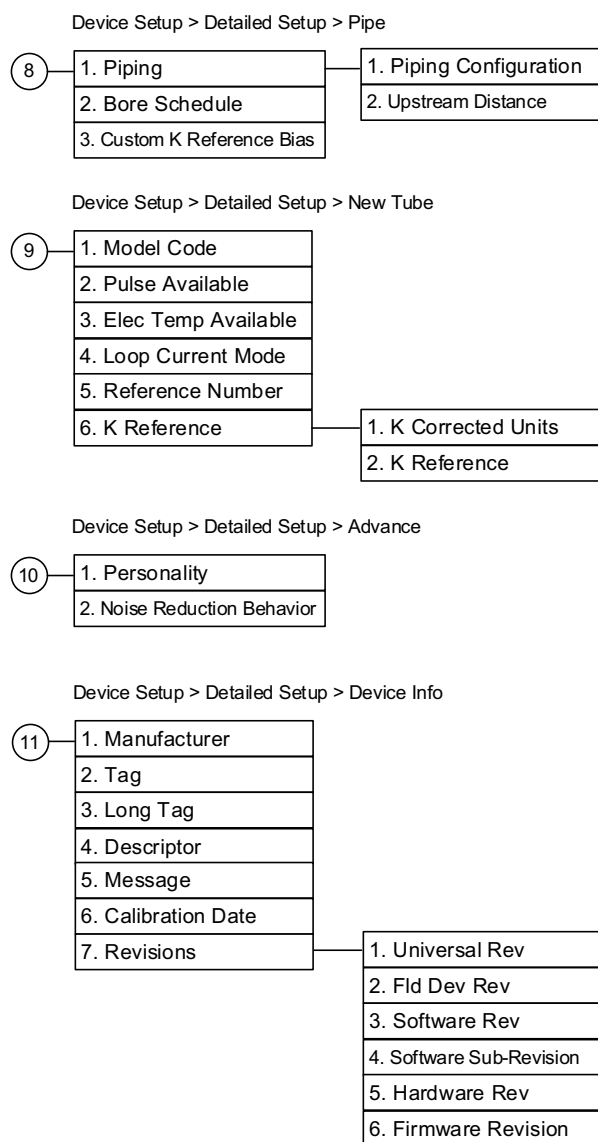 Device Setup > Detailed Setup > Pipe
8
1. Piping
2. Bore Schedule
3. Custom K Reference Bias
1. Piping Configuration
2. Upstream Distance
Device Setup > Detailed Setup > New Tube
9
1. Model Code
2. Pulse Available
3. Elec Temp Available
4. Loop Current Mode
5. Reference Number
6. K Reference
1. K Corrected Units
2. K Reference
Device Setup > Detailed Setup > Advance
10
1. Personality
2. Noise Reduction Behavior
Device Setup > Detailed Setup > Device Info
11
1. Manufacturer
2. Tag
3. Long Tag
4. Descriptor
5. Message
6. Calibration Date
7. Revisions
1. Universal Rev
2. Fld Dev Rev
3. Software Rev
4. Software Sub-Revision
5. Hardware Rev
6. Firmware Revision